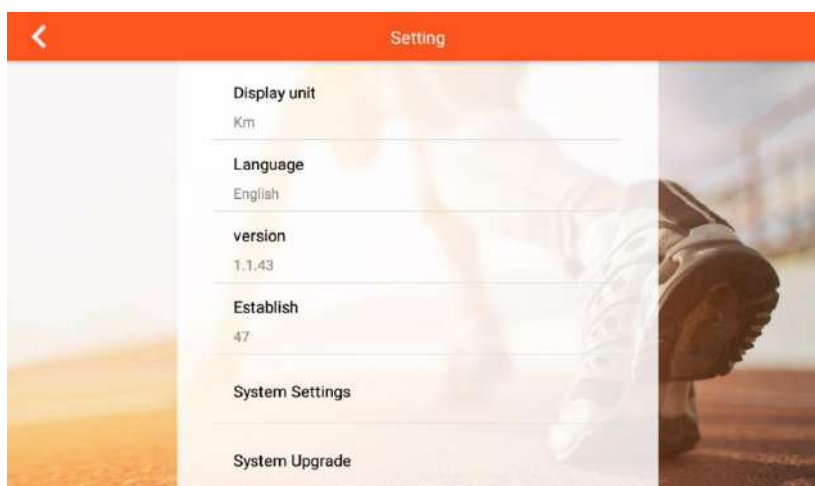 Setting
Display unit
Km
Language
English
version
1.1.43
Establish
47
System Settings
System Upgrade